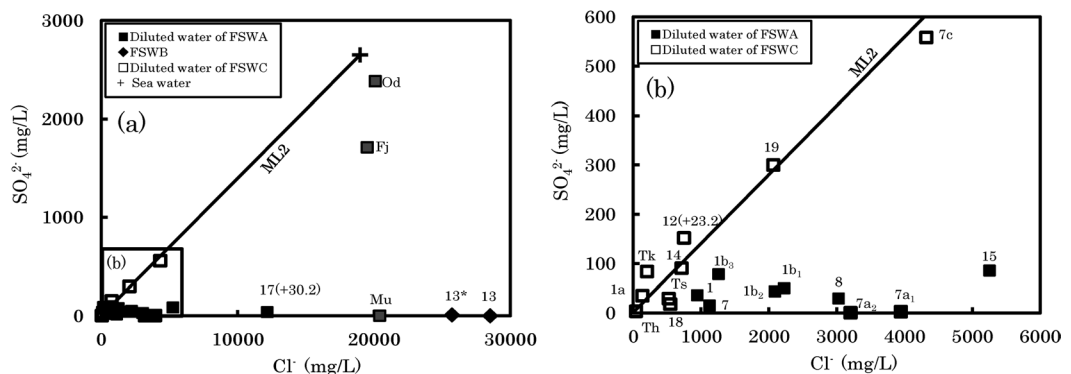 3000
2000
1000
0
SO₄²⁻ (mg/L)
■ Diluted water of FSWA
◆ FSWB
□ Diluted water of FSWC
+ Sea water
(a)
ML2
Od
Fj
(b)
17(+30.2)
Mu
13*
13
0
10000
20000
30000
Cl⁻ (mg/L)
600
500
400
300
200
100
0
SO₄²⁻ (mg/L)
■ Diluted water of FSWA
□ Diluted water of FSWC
(b)
ML2
7c
19
12(+23.2)
Tk
14
1b₃
1a
Ts
1
1b₂
1b₁
8
15
7
7a₂
7a₁
Th
18
0
1000
2000
3000
4000
5000
6000
Cl⁻ (mg/L)